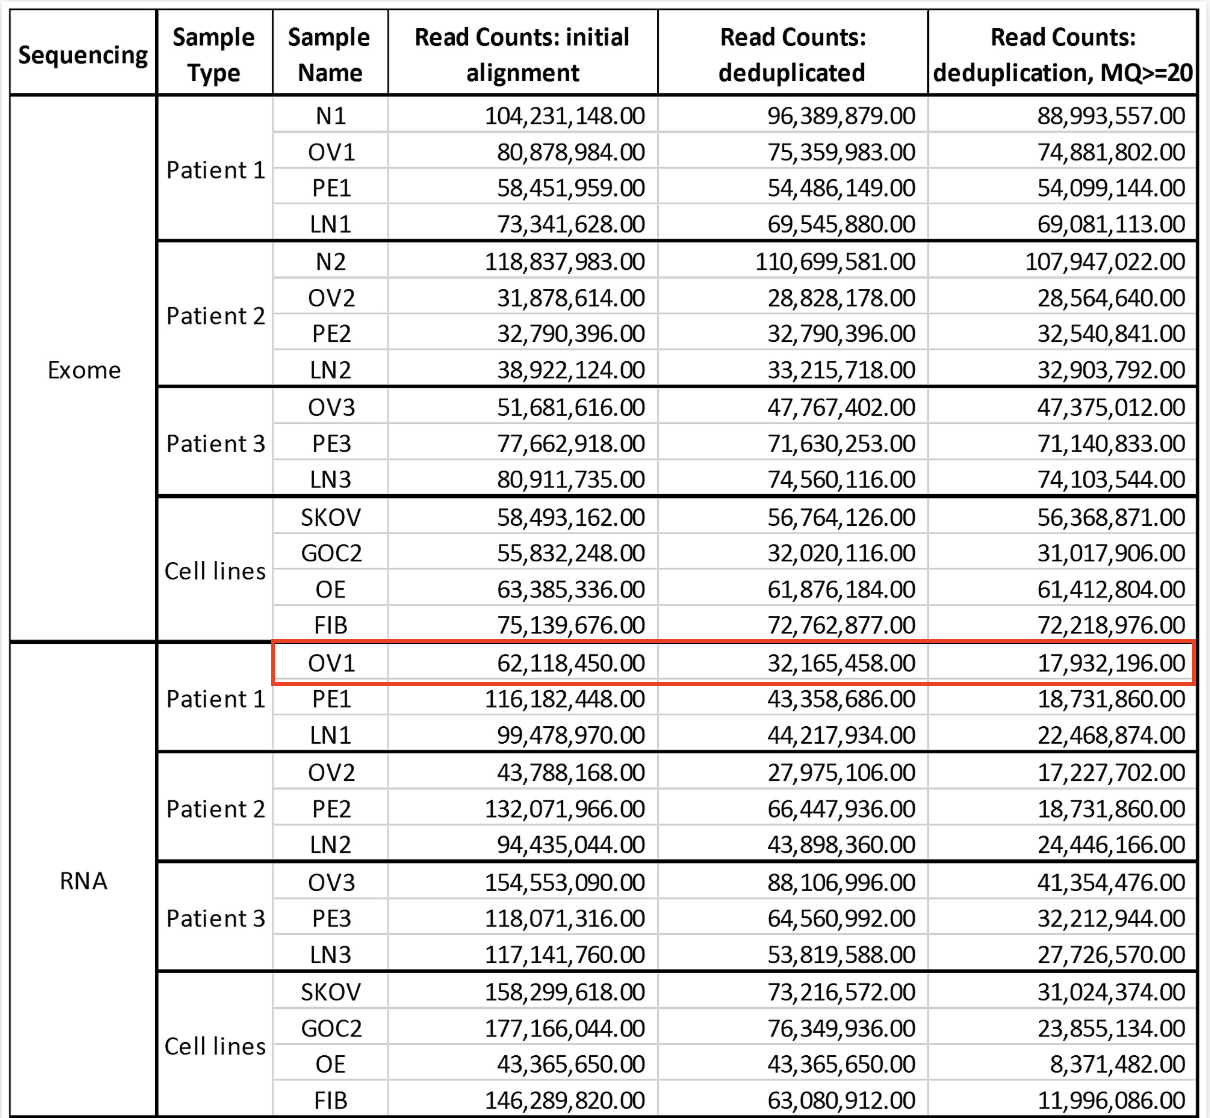 Sequencing Sample Type Sample Name Read Counts: initial alignment Read Counts: deduplicated Read Counts: deduplication, MQ>=20
Exome
Patient 1
N1 104,231,148.00 96,389,879.00 88,993,557.00
OV1 80,878,984.00 75,359,983.00 74,881,802.00
PE1 58,451,959.00 54,486,149.00 54,099,144.00
LN1 73,341,628.00 69,545,880.00 69,081,113.00
Patient 2
N2 118,837,983.00 110,699,581.00 107,947,022.00
OV2 31,878,614.00 28,828,178.00 28,564,640.00
PE2 32,790,396.00 32,790,396.00 32,540,841.00
LN2 38,922,124.00 33,215,718.00 32,903,792.00
Patient 3
OV3 51,681,616.00 47,767,402.00 47,375,012.00
PE3 77,662,918.00 71,630,253.00 71,140,833.00
LN3 80,911,735.00 74,560,116.00 74,103,544.00
Cell lines
SKOV 58,493,162.00 56,764,126.00 56,368,871.00
GOC2 55,832,248.00 32,020,116.00 31,017,906.00
OE 63,385,336.00 61,876,184.00 61,412,804.00
FIB 75,139,676.00 72,762,877.00 72,218,976.00
RNA
Patient 1
OV1 62,118,450.00 32,165,458.00 17,932,196.00
PE1 116,182,448.00 43,358,686.00 18,731,860.00
LN1 99,478,970.00 44,217,934.00 22,468,874.00
Patient 2
OV2 43,788,168.00 27,975,106.00 17,227,702.00
PE2 132,071,966.00 66,447,936.00 18,731,860.00
LN2 94,435,044.00 43,898,360.00 24,446,166.00
Patient 3
OV3 154,553,090.00 88,106,996.00 41,354,476.00
PE3 118,071,316.00 64,560,992.00 32,212,944.00
LN3 117,141,760.00 53,819,588.00 27,726,570.00
Cell lines
SKOV 158,299,618.00 73,216,572.00 31,024,374.00
GOC2 177,166,044.00 76,349,936.00 23,855,134.00
OE 43,365,650.00 43,365,650.00 8,371,482.00
FIB 146,289,820.00 63,080,912.00 11,996,086.00